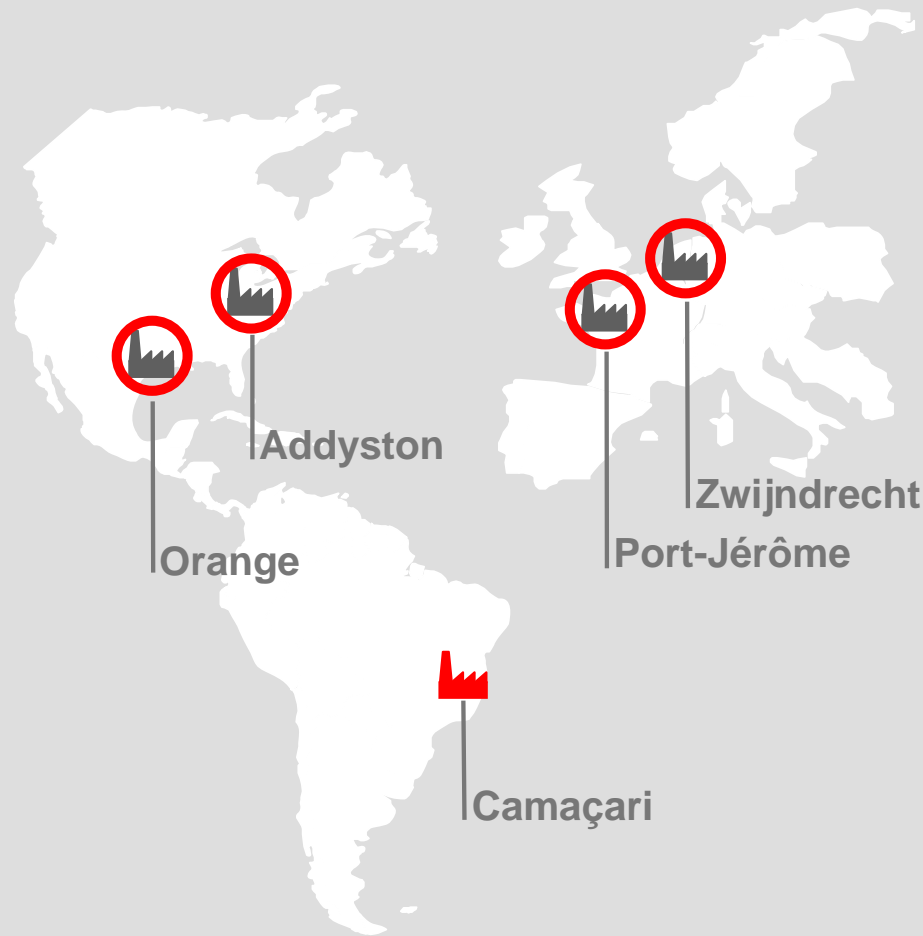 Addyston
Zwijndrecht
Port-Jérôme
Orange
Camaçari